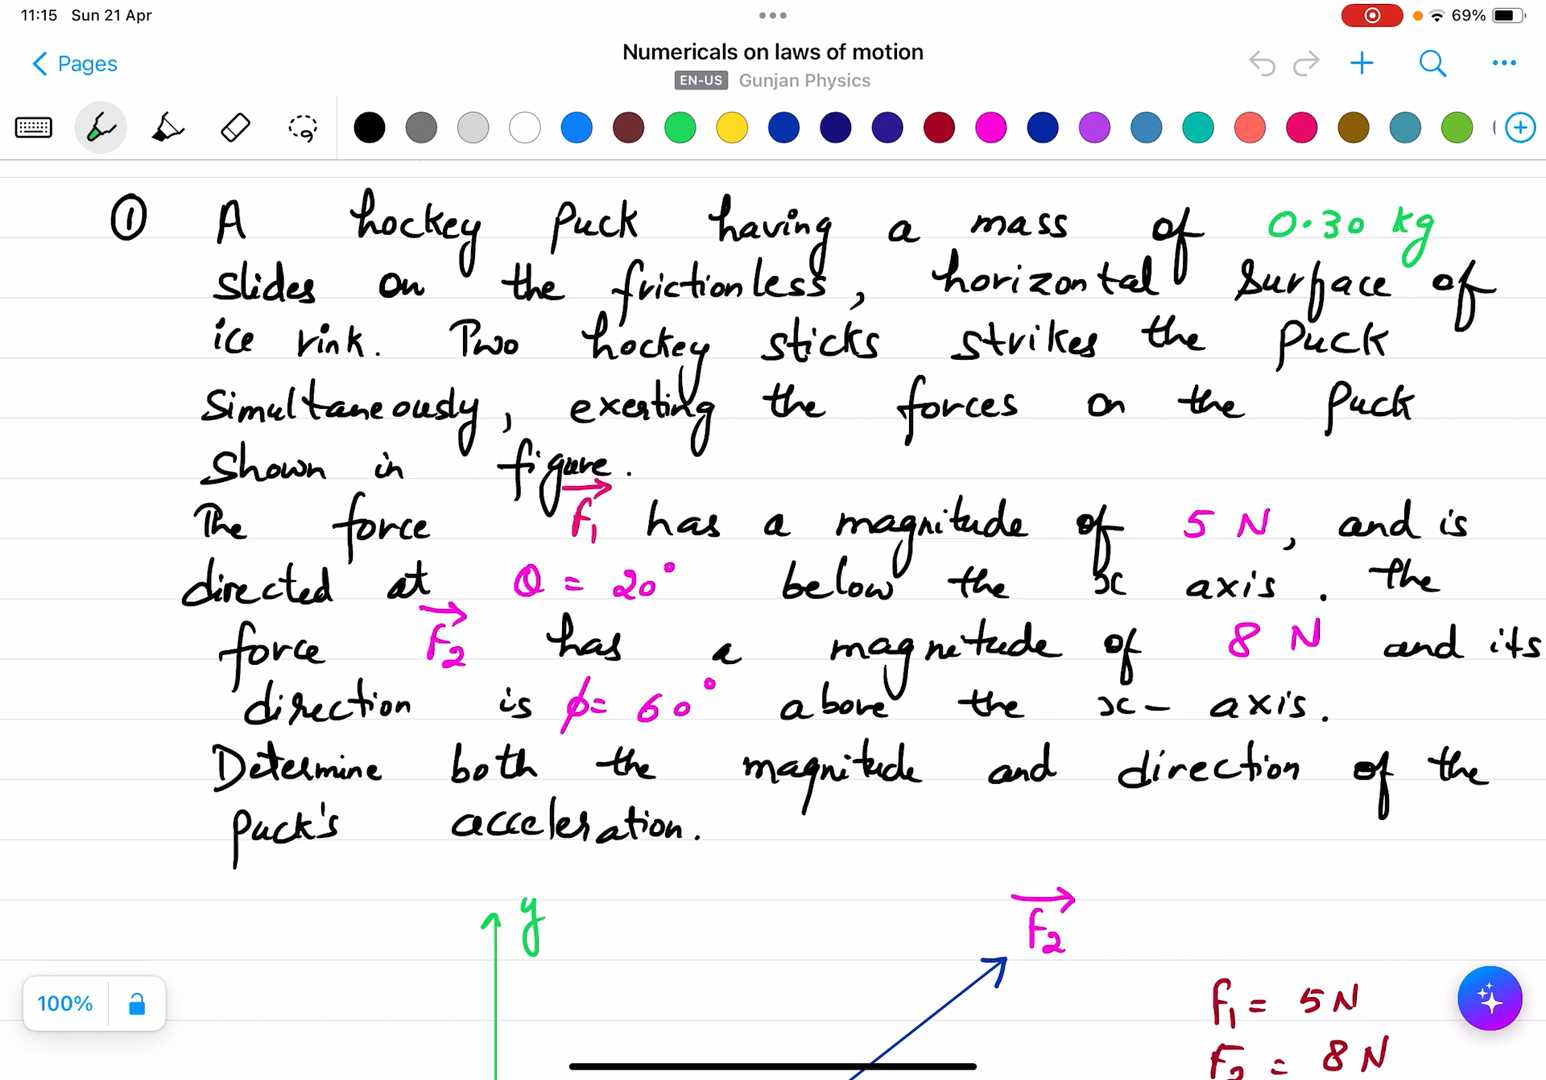 11:15 Sun 21 Apr
69%
Pages
Numericals on laws of motion
EN-US Gunjan Physics
① A hockey Puck having a mass of 0.30 kg
slides on the frictionless, horizontal surface of
ice rink. Two hockey sticks strikes the Puck
Simultaneously, exerting the forces on the Puck
Shown in figure.
The force F₁ has a magnitude of 5 N, and is
directed at θ = 20° below the x axis. The
force F₂ has a magnitude of 8 N and its
direction is ϕ= 60° above the x- axis.
Determine both the magnitude and direction of the
Puck's acceleration.
y
F₂
F₁ = 5N
F₂ = 8N
100%